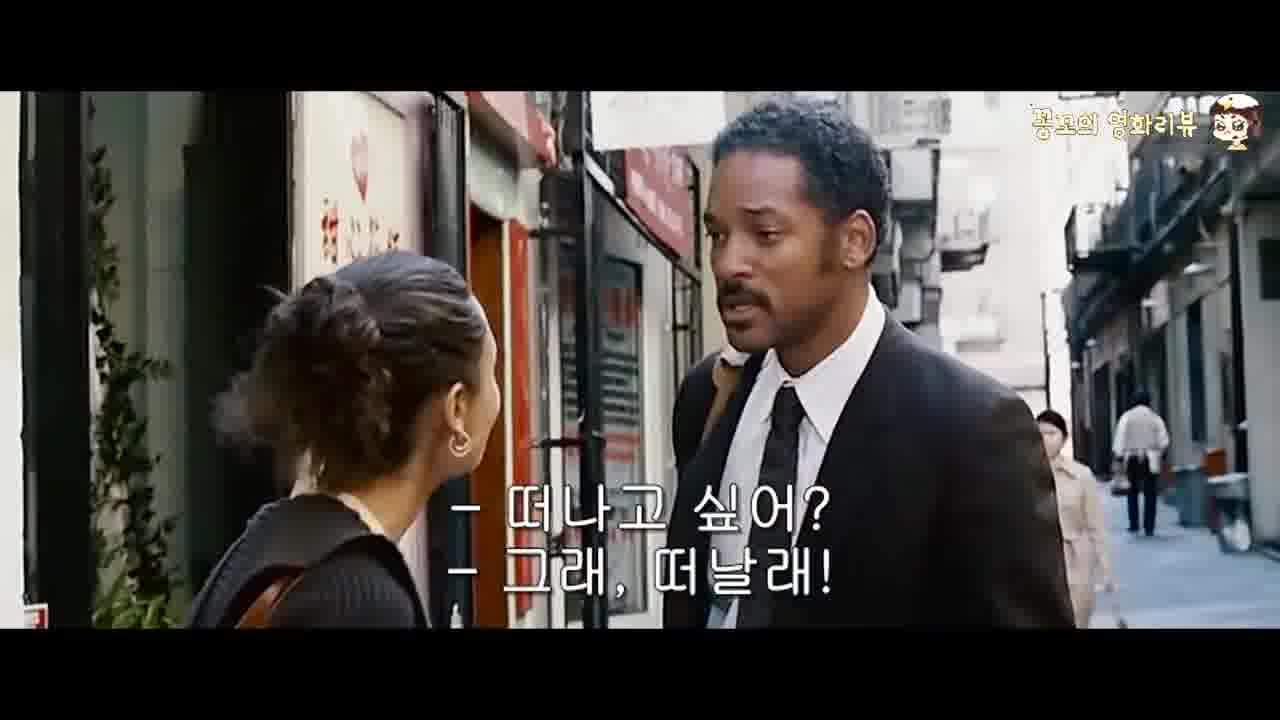 꽁꼬의 영화리뷰
- 떠나고 싶어?
- 그래, 떠날래!